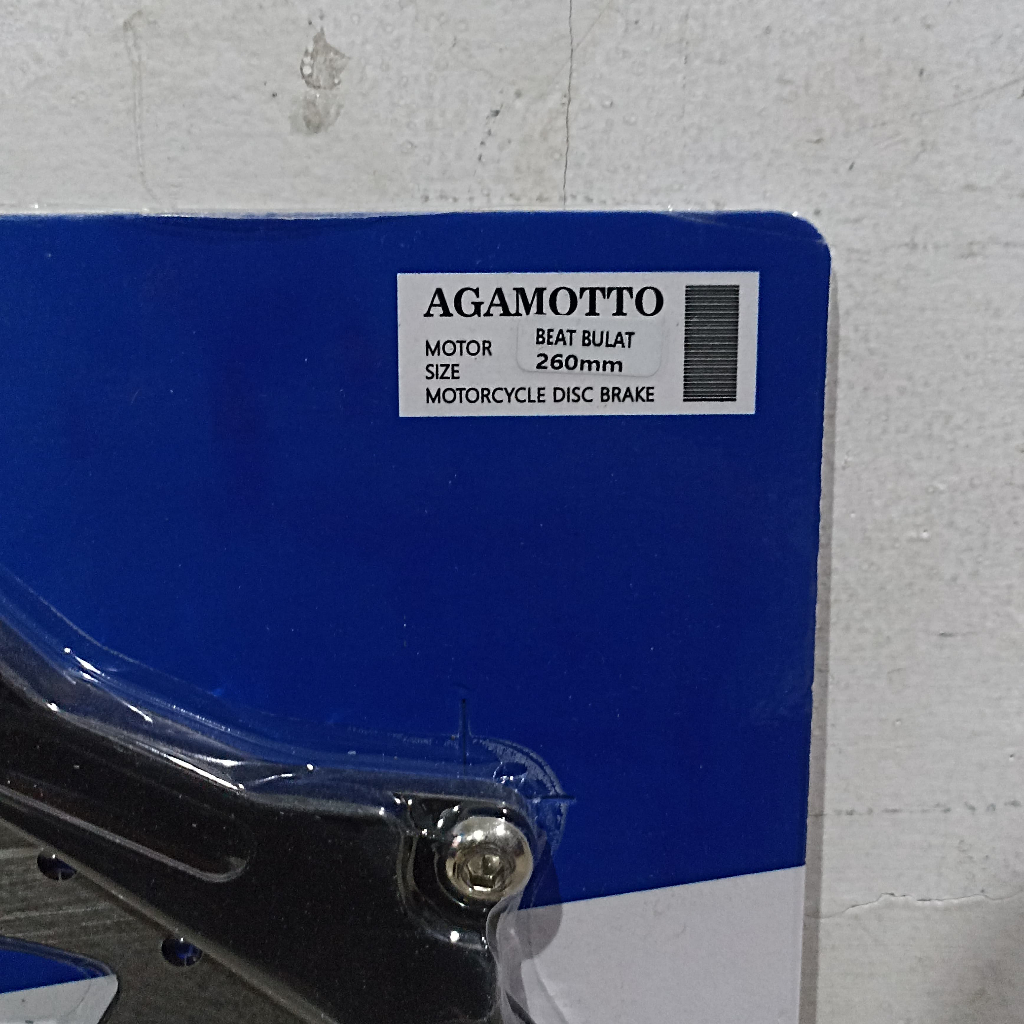 AGAMOTTO
BEAT BULAT
MOTOR
260mm
SIZE
MOTORCYCLE DISC BRAKE